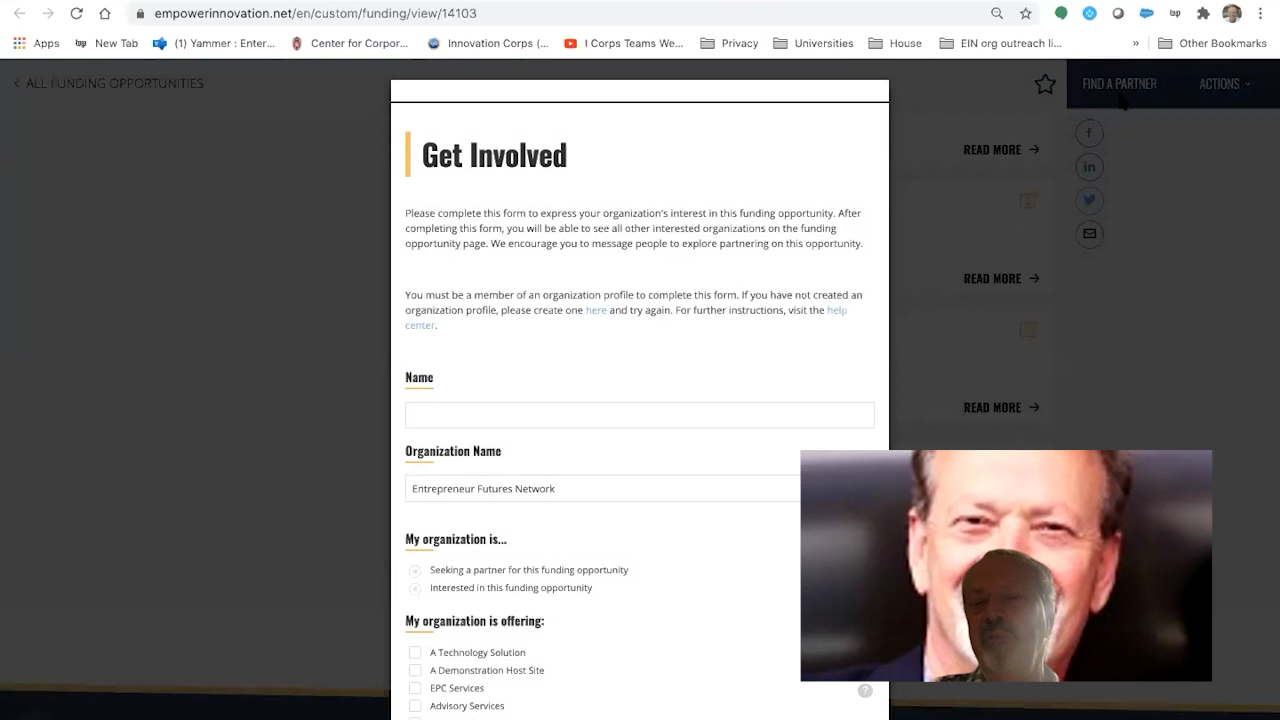 empowerinnovation.net/en/custom/funding/view/14103
Apps New Tab (1) Yammer : Enter... Center for Corpor... Innovation Corps (... I Corps Teams We... Privacy Universities House EIN org outreach li... » Other Bookmarks
< ALL FUNDING OPPORTUNITIES
FIND A PARTNER ACTIONS
Get Involved
READ MORE →
Please complete this form to express your organization's interest in this funding opportunity. After
completing this form, you will be able to see all other interested organizations on the funding
opportunity page. We encourage you to message people to explore partnering on this opportunity.
READ MORE →
You must be a member of an organization profile to complete this form. If you have not created an
organization profile, please create one here and try again. For further instructions, visit the help
center.
Name
READ MORE →
Organization Name
Entrepreneur Futures Network
My organization is...
Seeking a partner for this funding opportunity
Interested in this funding opportunity
My organization is offering:
A Technology Solution
A Demonstration Host Site
EPC Services
Advisory Services